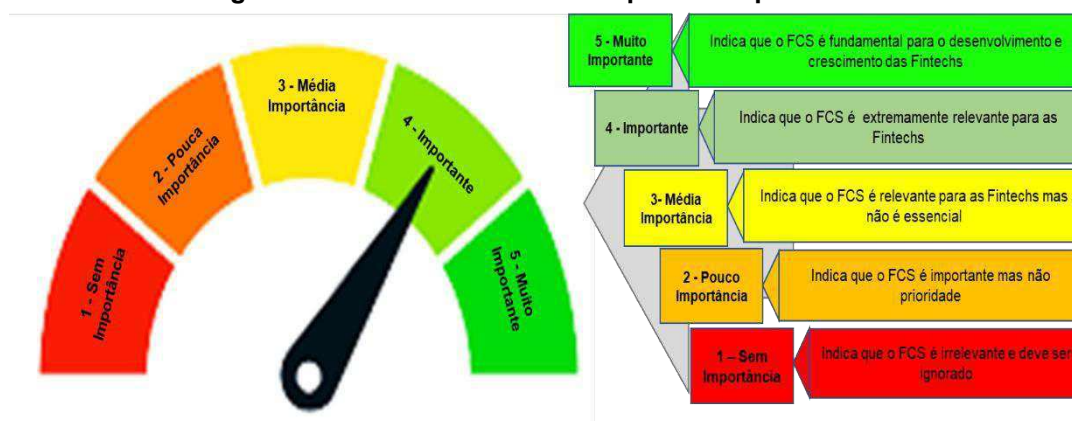 1 - Sem
Importância
2 - Pouca
Importância
3 - Média
Importância
4 - Importante
5 - Muito
Importante
5 - Muito
Importante
Indica que o FCS é fundamental para o desenvolvimento e
crescimento das Fintechs
4 - Importante
Indica que o FCS é extremamente relevante para as
Fintechs
3- Média
Importância
Indica que o FCS é relevante para as Fintechs mas
não é essencial
2 - Pouco
Importância
Indica que o FCS é importante mas não
prioridade
1 – Sem
Importância
Indica que o FCS é irrelevante e deve ser
ignorado